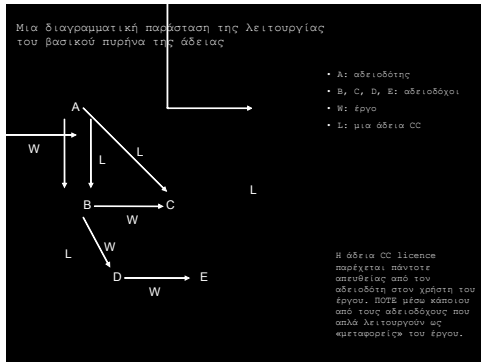 Μια διαγραμματική παράσταση της λειτουργίας
του βασικού πυρήνα της άδειας
• A: αδειοδότης
• B, C, D, E: αδειοδόχοι
• W: έργο
• L: μια άδεια CC
A
W
L
L
L
B
W
C
L
W
D
W
E
Η άδεια CC licence
παρέχεται πάντοτε
απευθείας από τον
αδειοδότη στον χρήστη του
έργου. ΠΟΤΕ μέσω κάποιου
από τους αδειοδόχους που
απλά λειτουργούν ως
«μεταφορείς» του έργου.